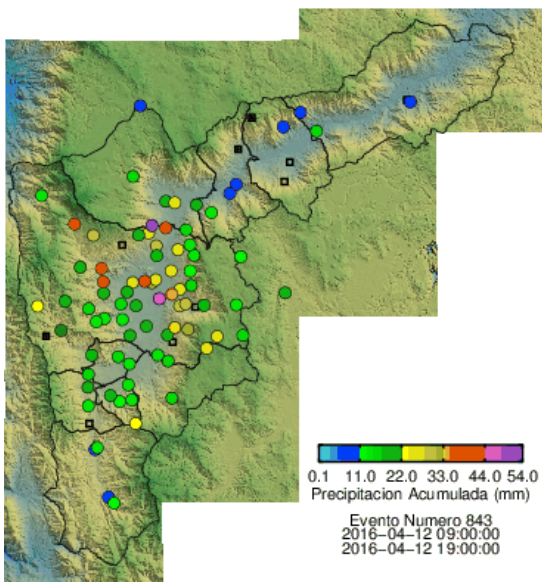 0.1 11.0 22.0 33.0 44.0 54.0
Precipitacion Acumulada (mm)
Evento Numero 843
2016-04-12 09:00:00
2016-04-12 19:00:00